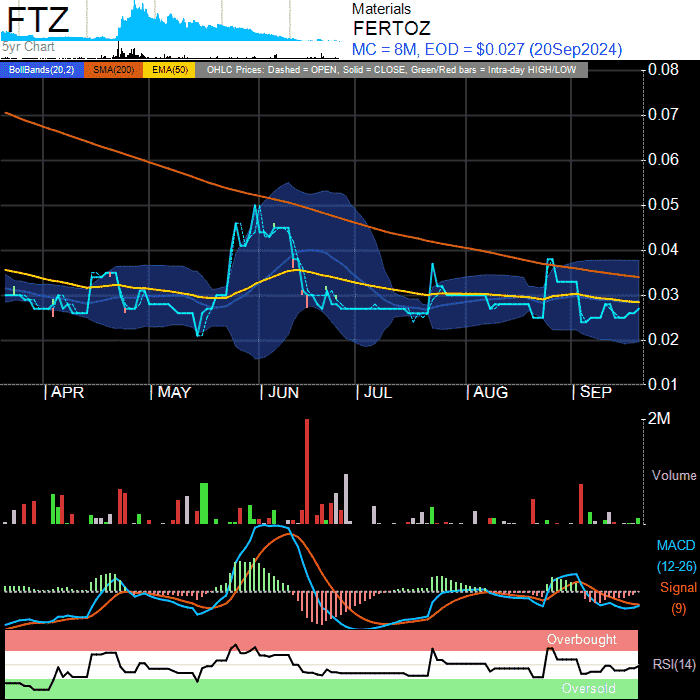 FTZ
5yr Chart
Materials
FERTOZ
MC = 8M, EOD = $0.027 (20Sep2024)
BollBands(20,2) SMA(200) EMA(50) OHLC Prices: Dashed = OPEN, Solid = CLOSE, Green/Red bars = Intra-day HIGH/LOW
0.08
0.07
0.06
0.05
0.04
0.03
0.02
0.01
APR MAY JUN JUL AUG SEP
2M
Volume
MACD
(12-26)
Signal
(9)
Overbought
RSI(14)
Oversold